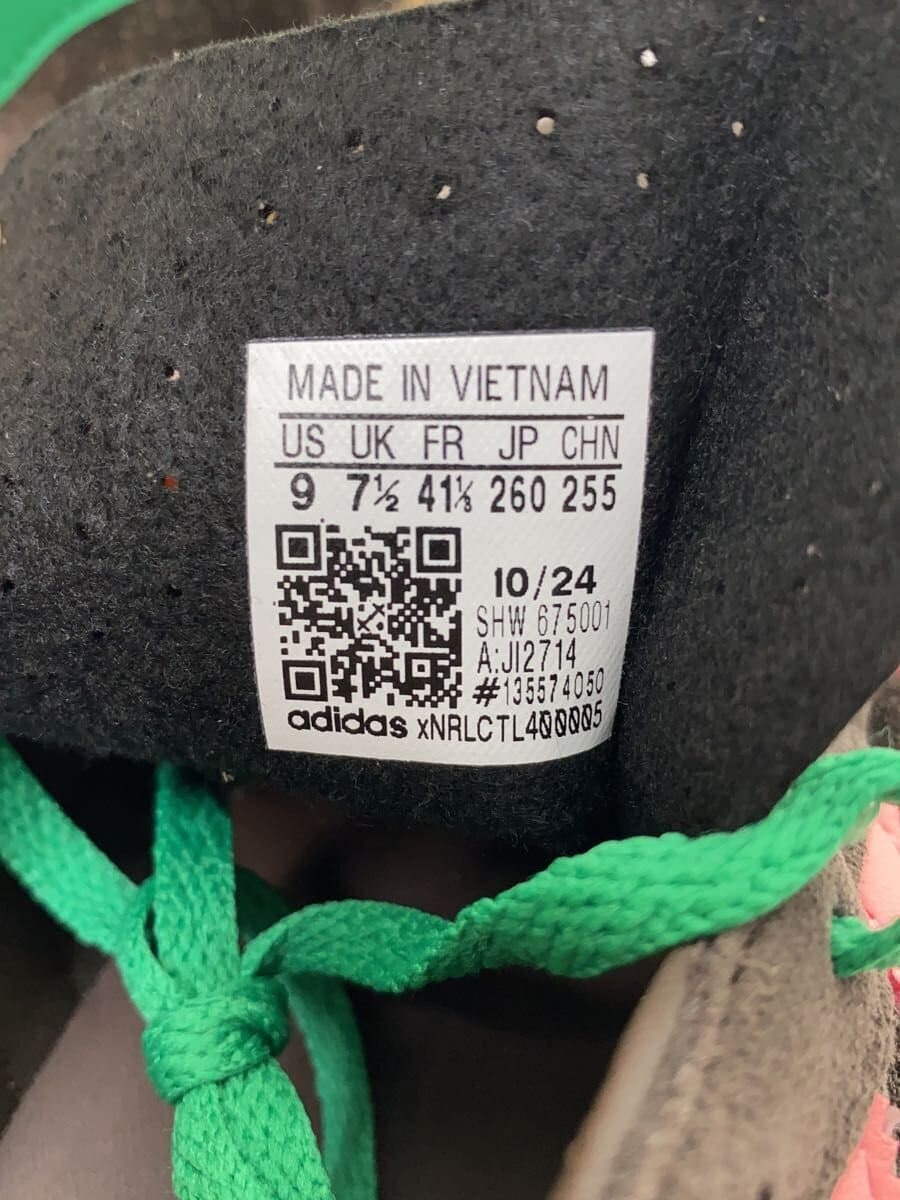 MADE IN VIETNAM
US UK FR JP CHN
9 7½ 41⅓ 260 255
10/24
SHW 675001
A:JI2714
#135574050
adidas xNRLCTL400005